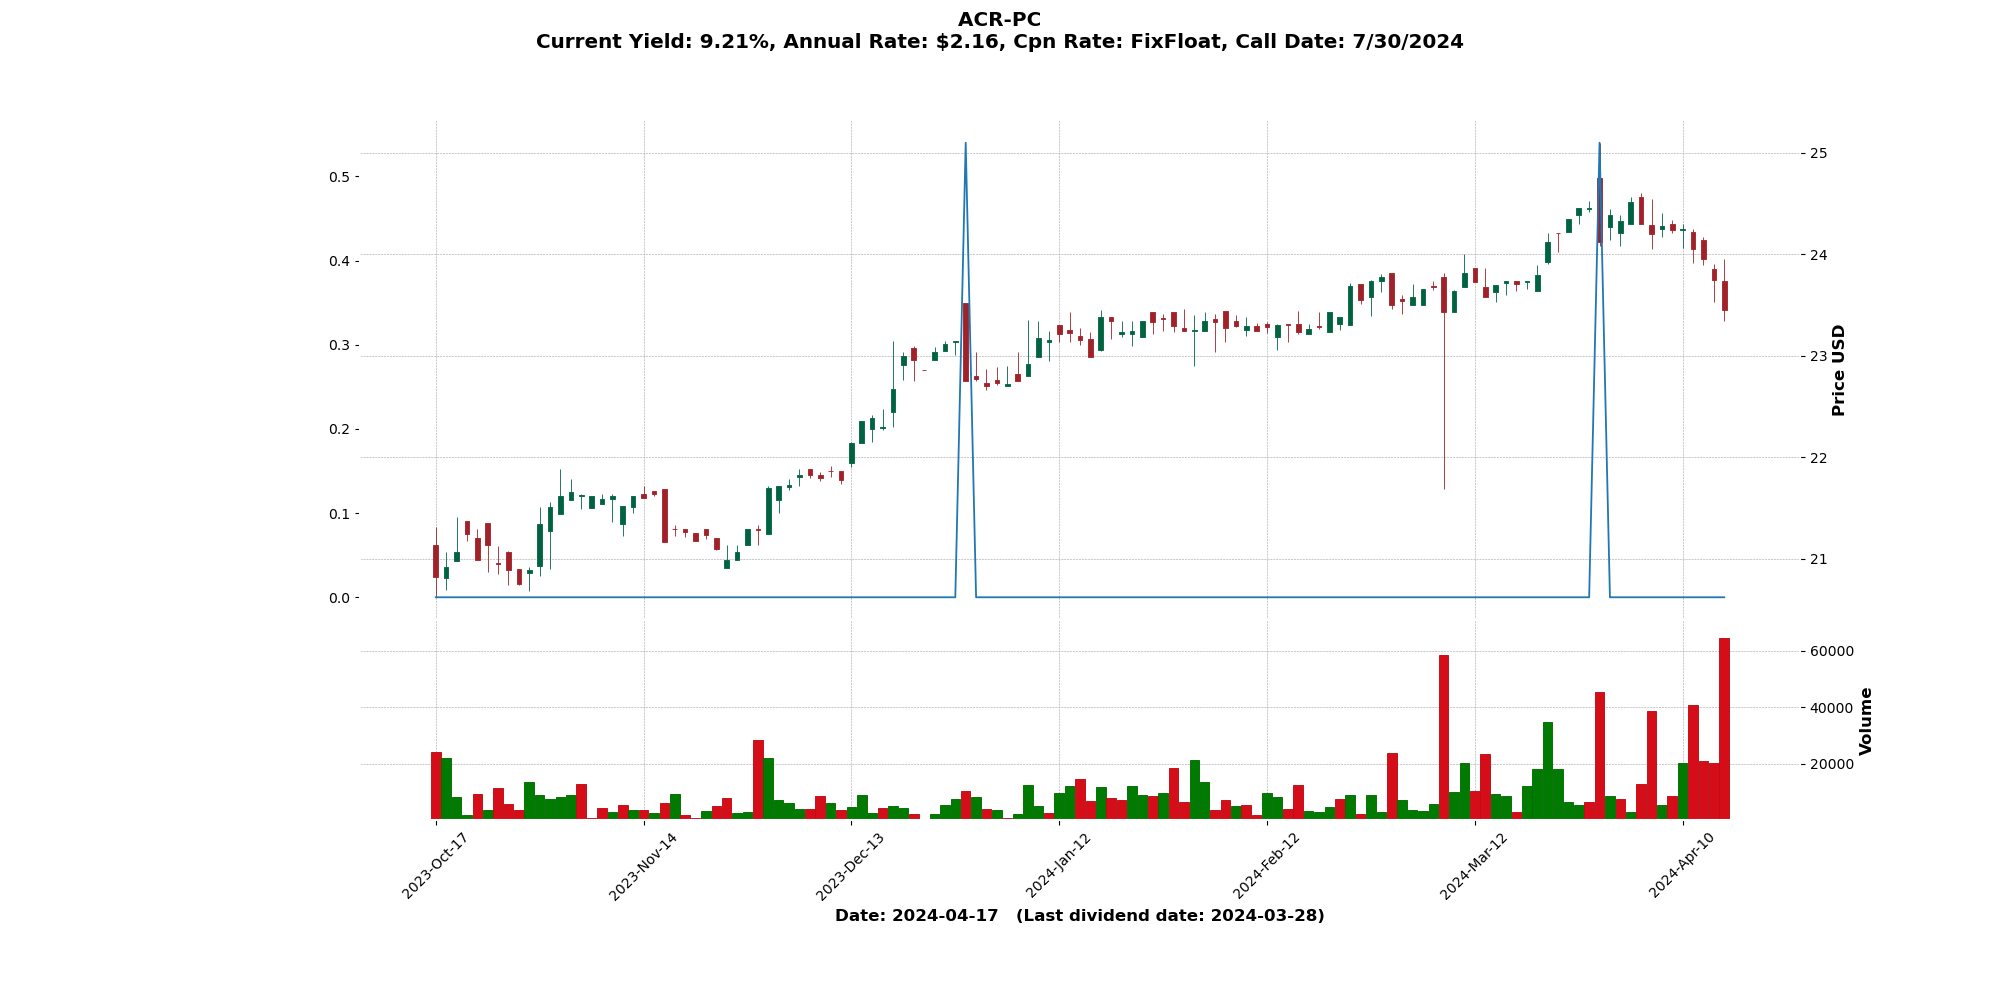 ACR-PC
Current Yield: 9.21%, Annual Rate: $2.16, Cpn Rate: FixFloat, Call Date: 7/30/2024
0.5
0.4
0.3
0.2
0.1
0.0
25
24
23
22
21
Price USD
60000
40000
20000
Volume
2023-Oct-17
2023-Nov-14
2023-Dec-13
2024-Jan-12
2024-Feb-12
2024-Mar-12
2024-Apr-10
Date: 2024-04-17   (Last dividend date: 2024-03-28)